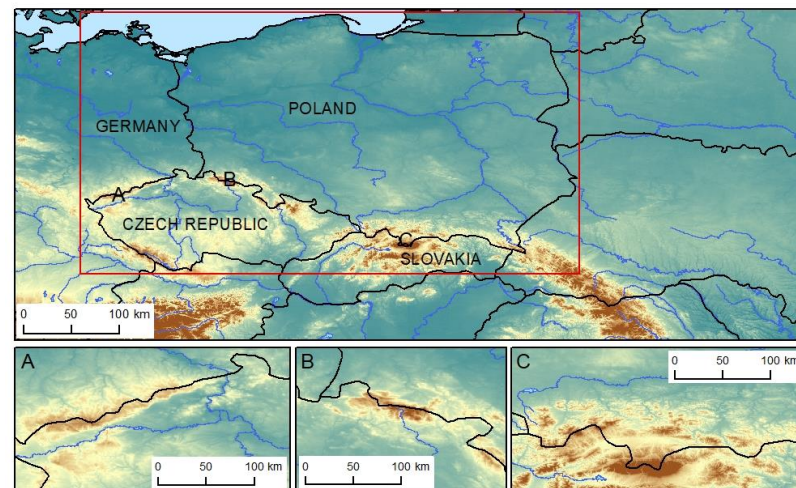 POLAND
GERMANY
B
A
CZECH REPUBLIC
C
SLOVAKIA
0 50 100 km
A
0 50 100 km
B
0 50 100 km
C
0 50 100 km